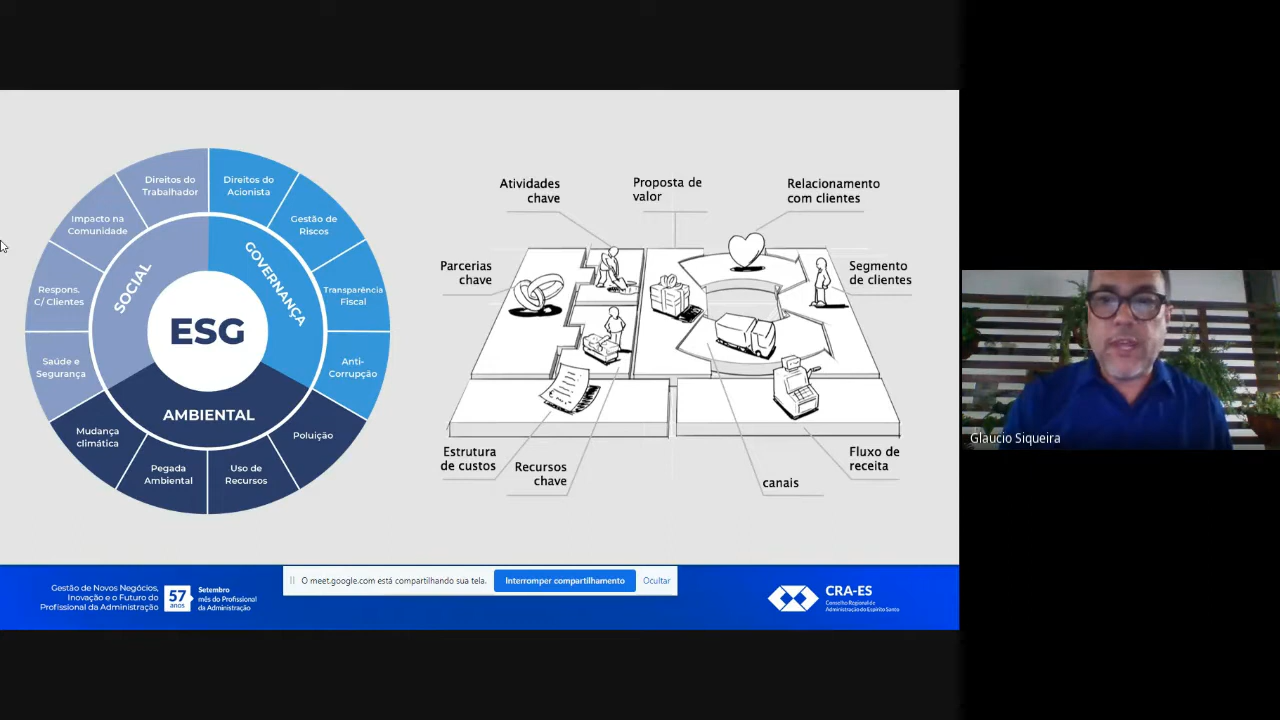 Direitos do
Trabalhador
Direitos do
Acionista
Impacto na
Comunidade
Gestão de
Riscos
Respons.
C/ Clientes
Transparência
Fiscal
Saúde e
Segurança
Anti-
Corrupção
SOCIAL
GOVERNANÇA
ESG
AMBIENTAL
Mudança
climática
Poluição
Pegada
Ambiental
Uso de
Recursos
Atividades
chave
Proposta de
valor
Relacionamento
com clientes
Parcerias
chave
Segmento
de clientes
Estrutura
de custos
Recursos
chave
canais
Fluxo de
receita
Glaucio Siqueira
Gestão de Novos Negócios,
Inovação e o Futuro do
Profissional da Administração
57
anos
Setembro
mês do Profissional
da Administração
O meet.google.com está compartilhando sua tela.
Interromper compartilhamento
Ocultar
CRA-ES
Conselho Regional de
Administração do Espírito Santo